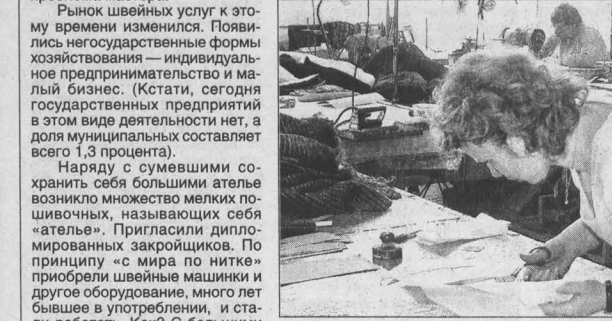 Рынок швейных услуг к это-
му времени изменился. Появи-
лись негосударственные формы
хозяйствования — индивидуаль-
ное предпринимательство и ма-
лый бизнес. (Кстати, сегодня
государственных предприятий
в этом виде деятельности нет, а
доля муниципальных составляет
всего 1,3 процента).
Наряду с сумевшими со-
хранить себя большими ателье
возникло множество мелких по-
шивочных, называющих себя
«ателье». Пригласили дипло-
мированных закройщиков. По
принципу «с мира по нитке»
приобрели швейные машинки и
другое оборудование, много лет
бывшее в употреблении, и ста-